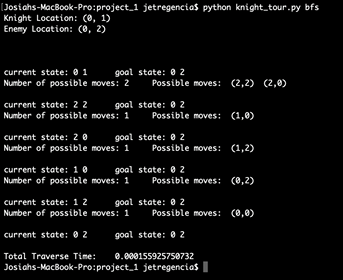 Josiahs-MacBook-Pro:project_1 jetregencia$ python knight_tour.py bfs
Knight Location: (0, 1)
Enemy Location: (0, 2)
current state: 0 1 goal state: 0 2
Number of possible moves: 2 Possible moves: (2,2) (2,0)
current state: 2 2 goal state: 0 2
Number of possible moves: 1 Possible moves: (1,0)
current state: 2 0 goal state: 0 2
Number of possible moves: 1 Possible moves: (1,2)
current state: 1 0 goal state: 0 2
Number of possible moves: 1 Possible moves: (0,2)
current state: 1 2 goal state: 0 2
Number of possible moves: 1 Possible moves: (0,0)
current state: 0 2 goal state: 0 2
Total Traverse Time: 0.000155925750732
Josiahs-MacBook-Pro:project_1 jetregencia$